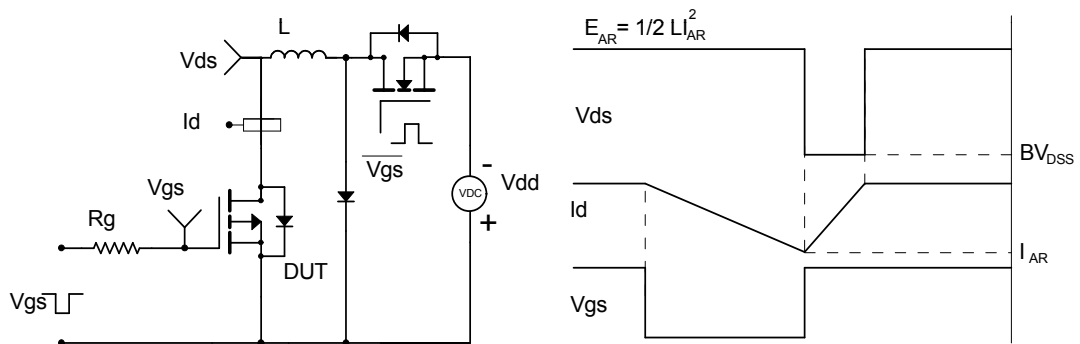 L
E_AR = 1/2 LI_AR^2
Vds
Id
Vgs
Vgs
Rg
DUT
Vgs
-
VDC
+
Vdd
Vds
BV_DSS
Id
I_AR
Vgs